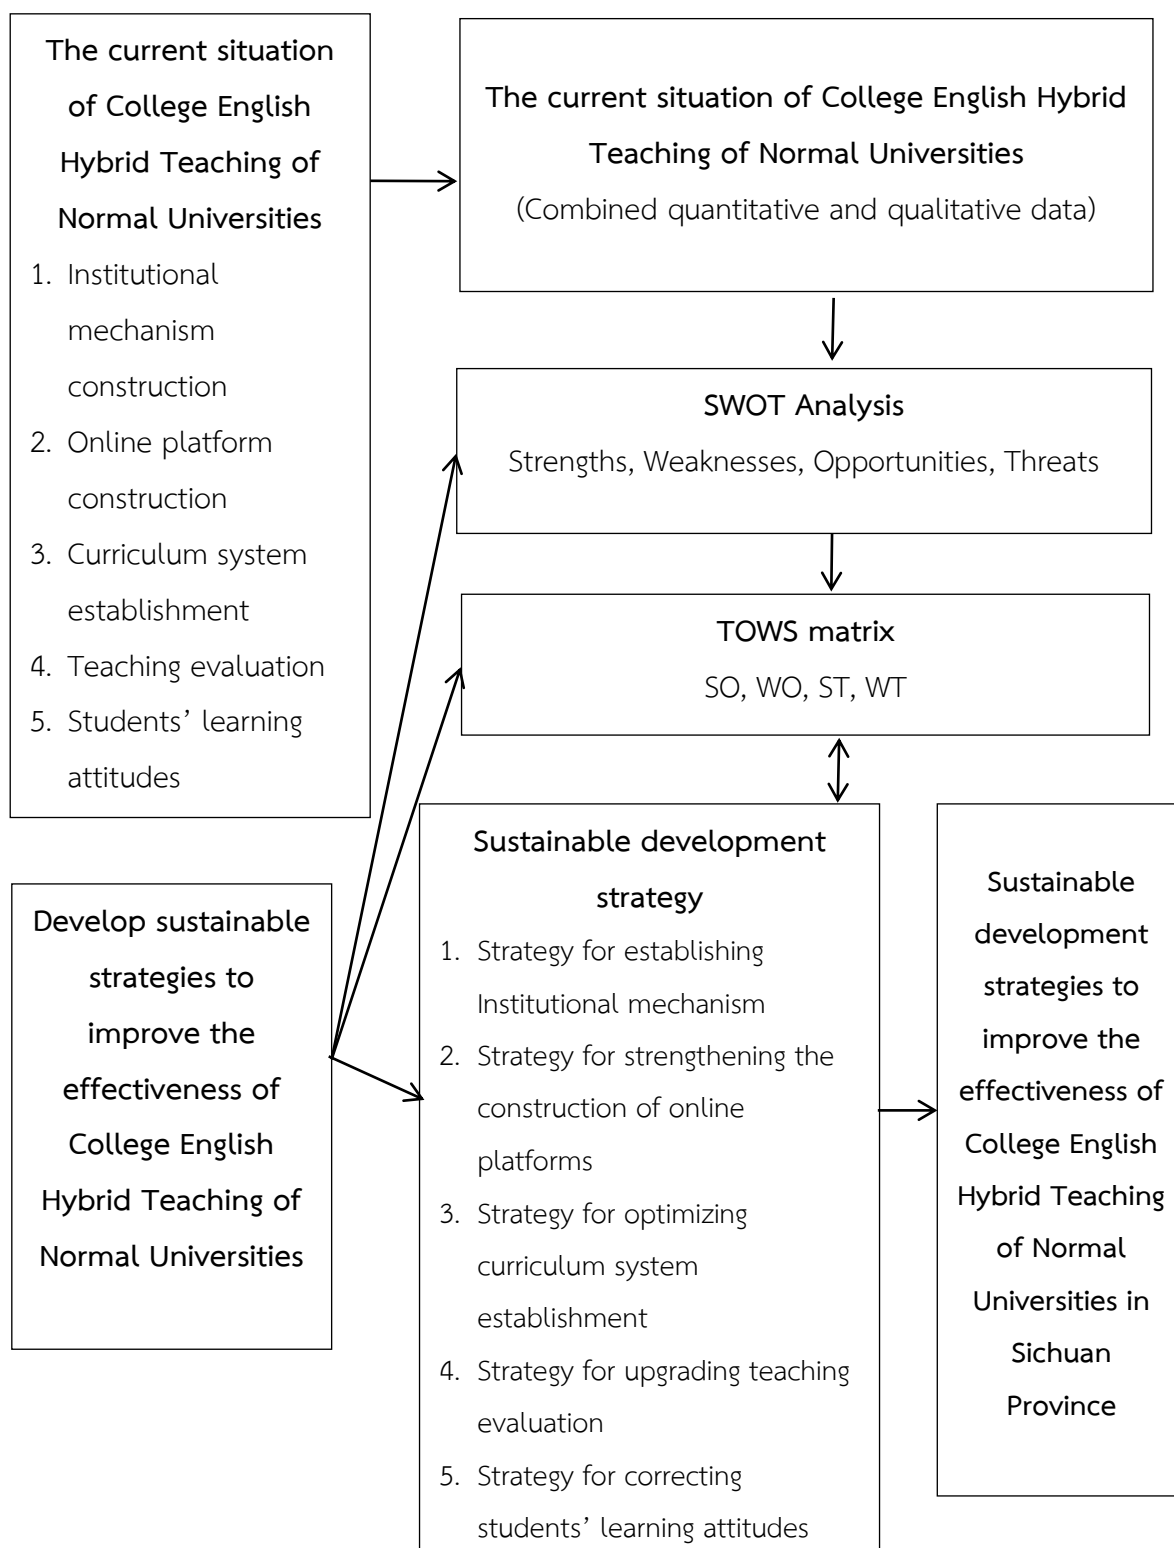 The current situation
of College English
Hybrid Teaching of
Normal Universities
1. Institutional
mechanism
construction
2. Online platform
construction
3. Curriculum system
establishment
4. Teaching evaluation
5. Students’ learning
attitudes
The current situation of College English Hybrid
Teaching of Normal Universities
(Combined quantitative and qualitative data)
SWOT Analysis
Strengths, Weaknesses, Opportunities, Threats
TOWS matrix
SO, WO, ST, WT
Develop sustainable
strategies to
improve the
effectiveness of
College English
Hybrid Teaching of
Normal Universities
Sustainable development
strategy
1. Strategy for establishing
Institutional mechanism
2. Strategy for strengthening the
construction of online
platforms
3. Strategy for optimizing
curriculum system
establishment
4. Strategy for upgrading teaching
evaluation
5. Strategy for correcting
students’ learning attitudes
Sustainable
development
strategies to
improve the
effectiveness of
College English
Hybrid Teaching
of Normal
Universities in
Sichuan
Province